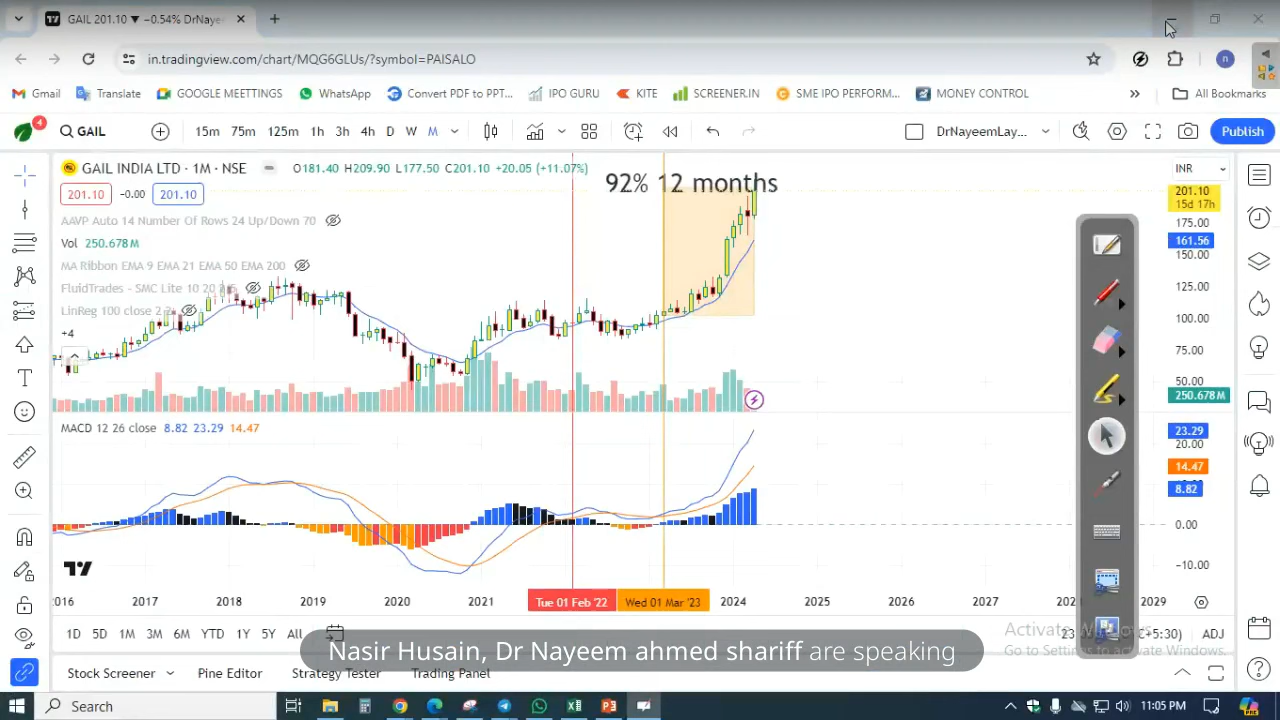 GAIL 201.10 ▼ −0.54% DrNaye
in.tradingview.com/chart/MQG6GLUs/?symbol=PAISALO
n
Gmail Translate GOOGLE MEETTINGS WhatsApp Convert PDF to PPT... IPO GURU KITE SCREENER.IN SME IPO PERFORM... MONEY CONTROL » All Bookmarks
4 GAIL 15m 75m 125m 1h 3h 4h D W M DrNayeemLay... Publish
GAIL INDIA LTD · 1M · NSE O181.40 H209.90 L177.50 C201.10 +20.05 (+11.07%) INR
92% 12 months
201.10 -0.00 201.10
201.10
15d 17h
AAVP Auto 14 Number Of Rows 24 Up/Down 70
175.00
Vol 250.678M
161.56
150.00
MA Ribbon EMA 9 EMA 21 EMA 50 EMA 200
FluidTrades - SMC Lite 10 20
125.00
LinReg 100 close 2 2
100.00
+4
75.00
50.00
250.678M
MACD 12 26 close 8.82 23.29 14.47
23.29
20.00
14.47
8.82
0.00
−10.00
2016 2017 2018 2019 2020 2021 Tue 01 Feb '22 Wed 01 Mar '23 2024 2025 2026 2027 2029
1D 5D 1M 3M 6M YTD 1Y 5Y All +5:30) ADJ
Activate Windows
Go to Settings to activate Windows.
Nasir Husain, Dr Nayeem ahmed shariff are speaking
Stock Screener Pine Editor Strategy Tester Trading Panel
Search 11:05 PM